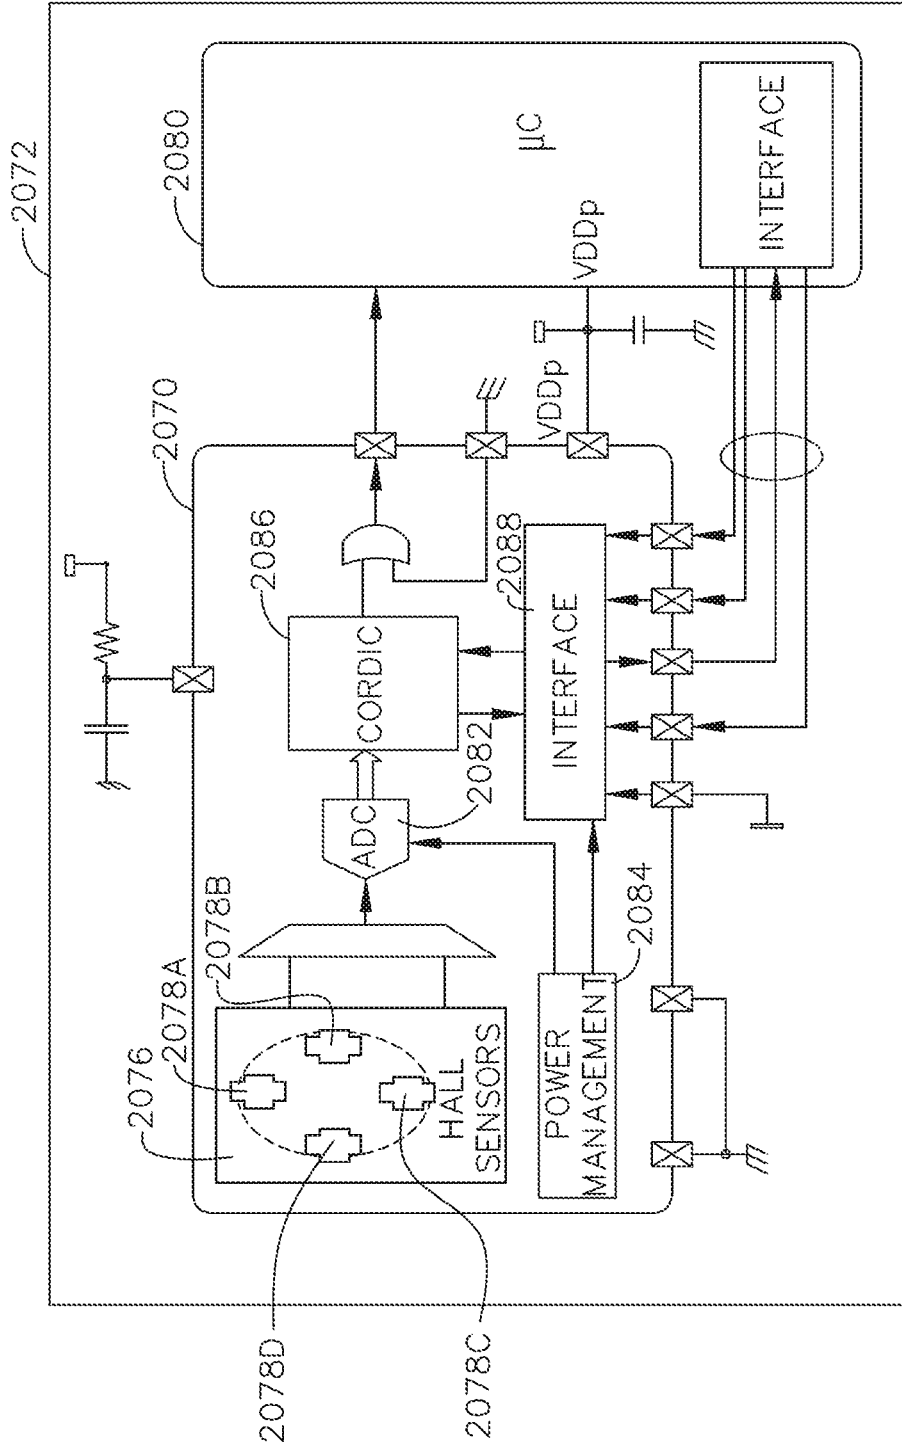 2072
2080
µC
VDDp
INTERFACE
2070
VDDp
2086
2088
CORDIC
INTERFACE
2082
ADC
2084
2078B
2078A
2076
HALL
SENSORS
POWER
MANAGEMENT
2078D
2078C